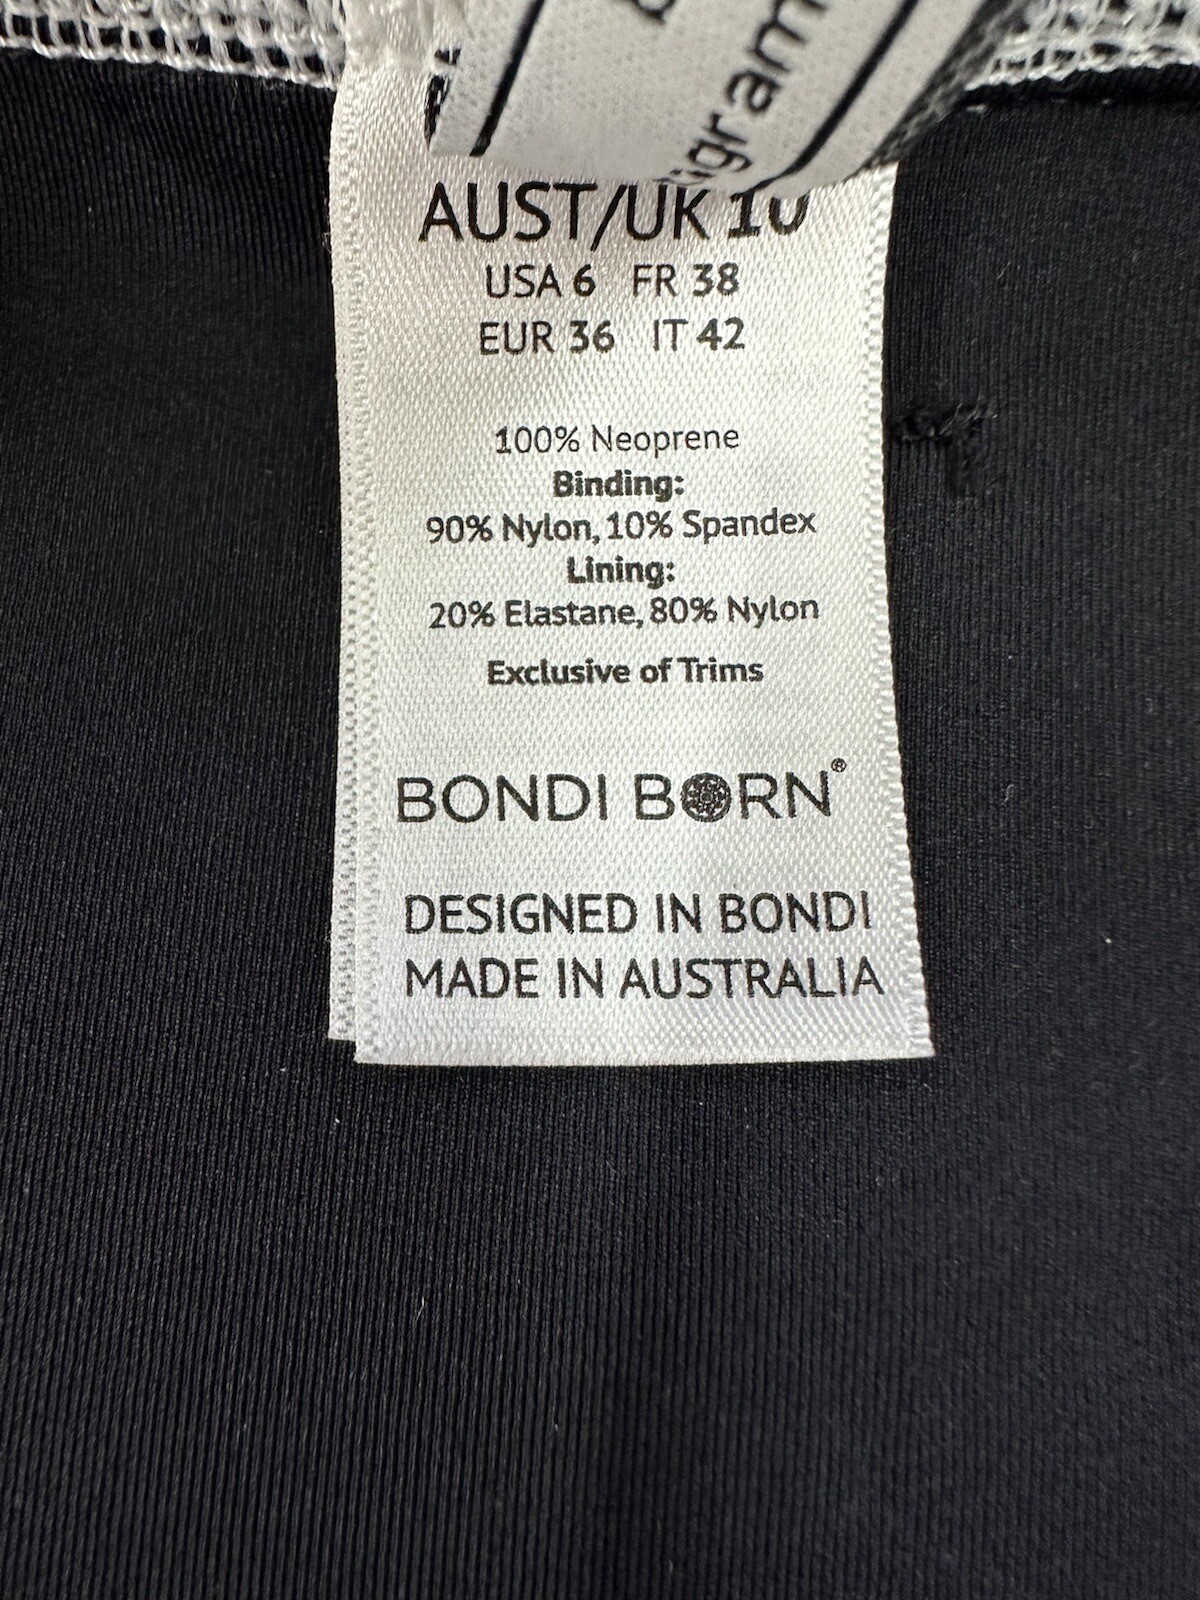 AUST/UK 10
USA 6 FR 38
EUR 36 IT 42
100% Neoprene
Binding:
90% Nylon, 10% Spandex
Lining:
20% Elastane, 80% Nylon
Exclusive of Trims
BONDI BORN®
DESIGNED IN BONDI
MADE IN AUSTRALIA